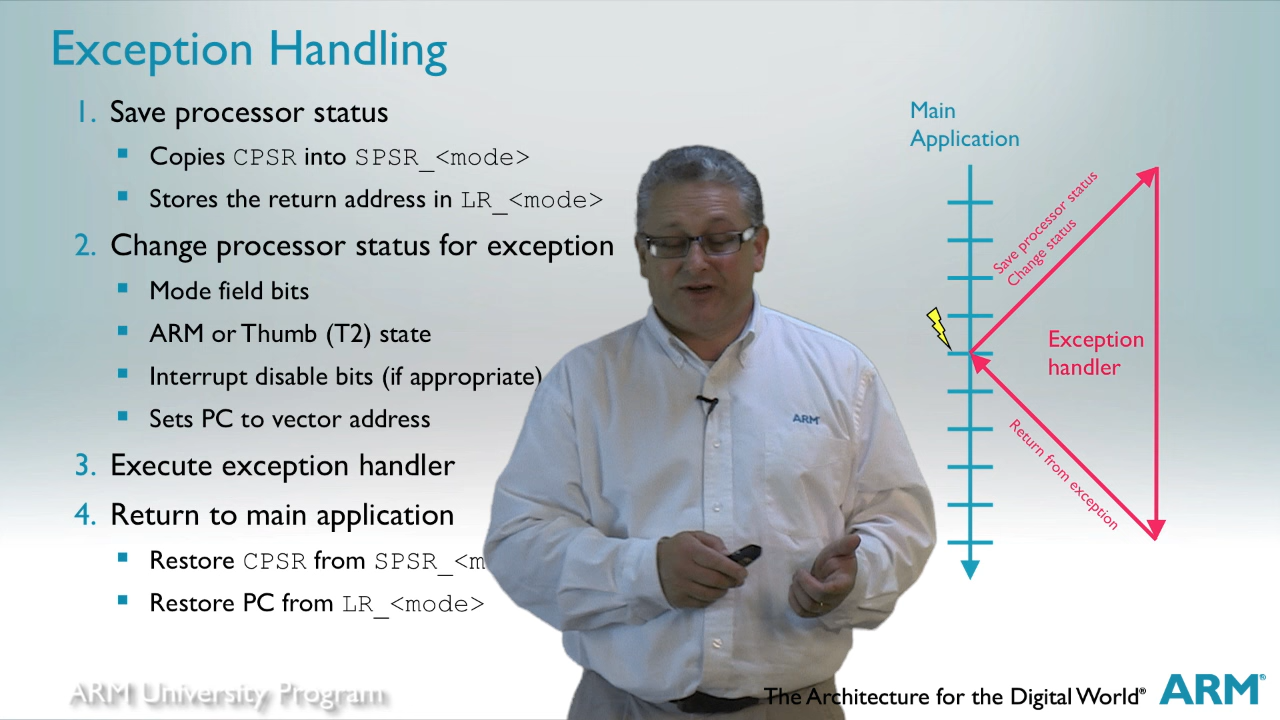 Exception Handling
1. Save processor status
Copies CPSR into SPSR_<mode>
Stores the return address in LR_<mode>
2. Change processor status for exception
Mode field bits
ARM or Thumb (T2) state
Interrupt disable bits (if appropriate)
Sets PC to vector address
3. Execute exception handler
4. Return to main application
Restore CPSR from SPSR_<m
Restore PC from LR_<mode>
Main
Application
Save processor status
Change status
Exception
handler
Return from exception
ARM
ARM University Program
The Architecture for the Digital World®
ARM®